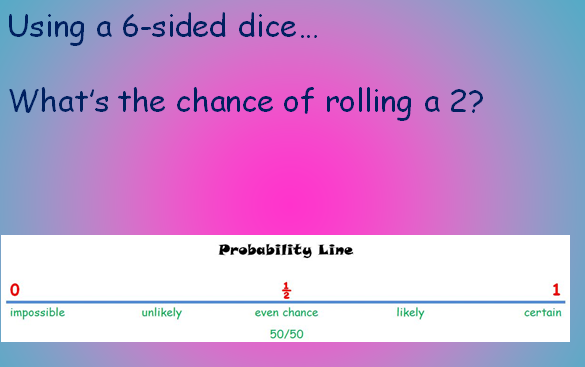 Using a 6-sided dice...
What's the chance of rolling a 2?
Probability Line
0 ½ 1
impossible unlikely even chance likely certain
50/50